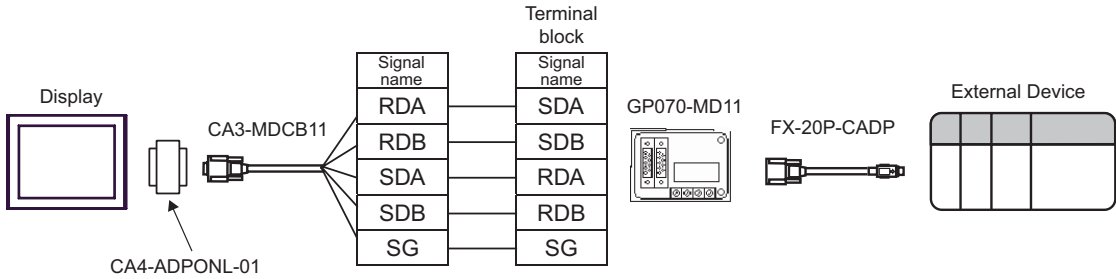 Terminal
block
Signal
name
Signal
name
Display
CA3-MDCB11
GP070-MD11
FX-20P-CADP
External Device
RDA
SDA
RDB
SDB
SDA
RDA
SDB
RDB
SG
SG
CA4-ADPONL-01